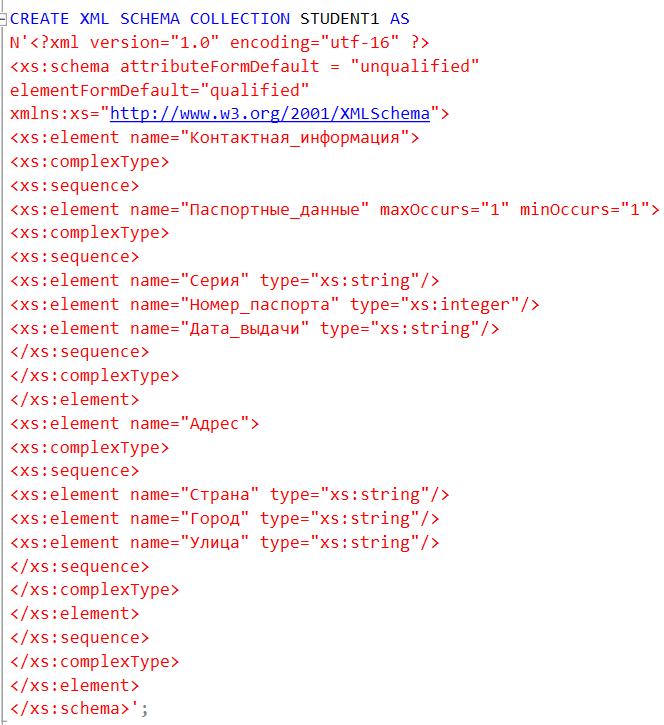 CREATE XML SCHEMA COLLECTION STUDENT1 AS
N'<?xml version="1.0" encoding="utf-16" ?>
<xs:schema attributeFormDefault = "unqualified"
elementFormDefault="qualified"
xmlns:xs="http://www.w3.org/2001/XMLSchema">
<xs:element name="Контактная_информация">
<xs:complexType>
<xs:sequence>
<xs:element name="Паспортные_данные" maxOccurs="1" minOccurs="1">
<xs:complexType>
<xs:sequence>
<xs:element name="Серия" type="xs:string"/>
<xs:element name="Номер_паспорта" type="xs:integer"/>
<xs:element name="Дата_выдачи" type="xs:string"/>
</xs:sequence>
</xs:complexType>
</xs:element>
<xs:element name="Адрес">
<xs:complexType>
<xs:sequence>
<xs:element name="Страна" type="xs:string"/>
<xs:element name="Город" type="xs:string"/>
<xs:element name="Улица" type="xs:string"/>
</xs:sequence>
</xs:complexType>
</xs:element>
</xs:sequence>
</xs:complexType>
</xs:element>
</xs:schema>';